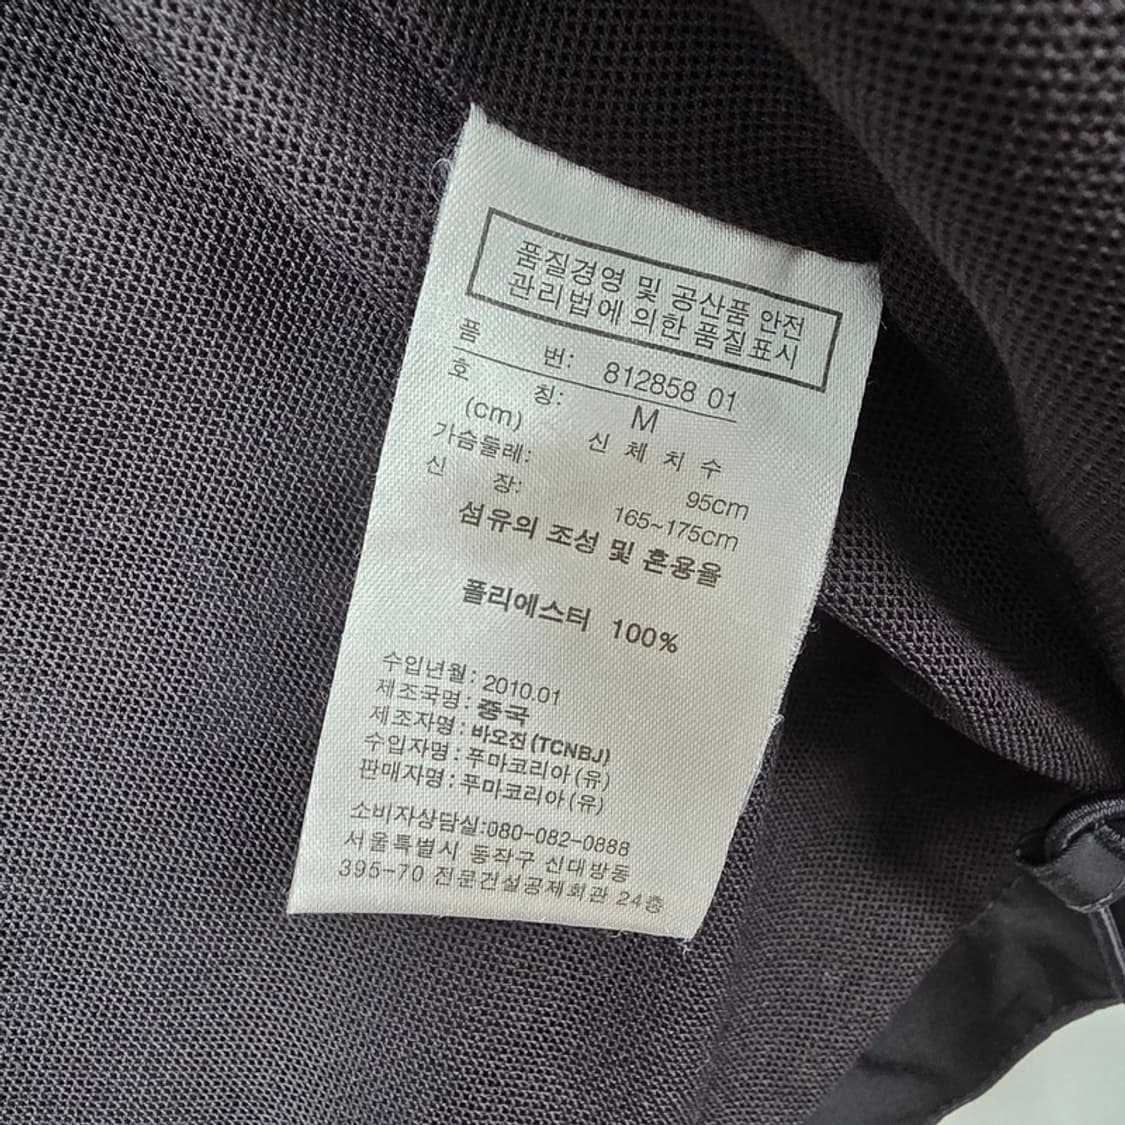 품질경영 및 공산품 안전
관리법에 의한 품질표시
품 번: 812858 01
호 칭: M
(cm) 신 체 치 수
가슴둘레: 95cm
신 장: 165~175cm
섬유의 조성 및 혼용율
폴리에스터 100%
수입년월: 2010.01
제조국명: 중국
제조자명: 바오진(TCNBJ)
수입자명: 푸마코리아(유)
판매자명: 푸마코리아(유)
소비자상담실:080-082-0888
서울특별시 동작구 신대방동
395-70 전문건설공제회관 24층